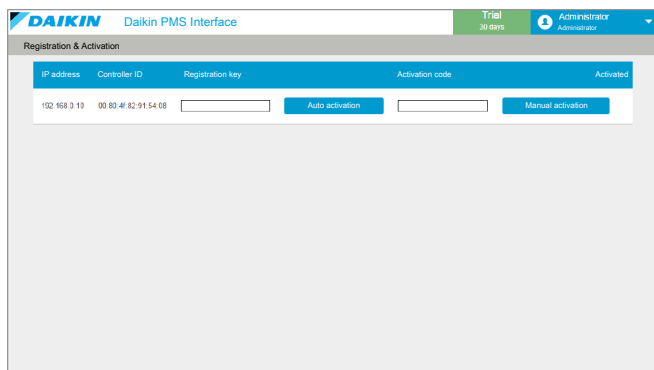 DAIKIN Daikin PMS Interface Trial Administrator
30 days Administrator
Registration & Activation
IP address Controller ID Registration key Activation code Activated
192.168.0.10 00:80:4f:82:91:54:08 Auto activation Manual activation